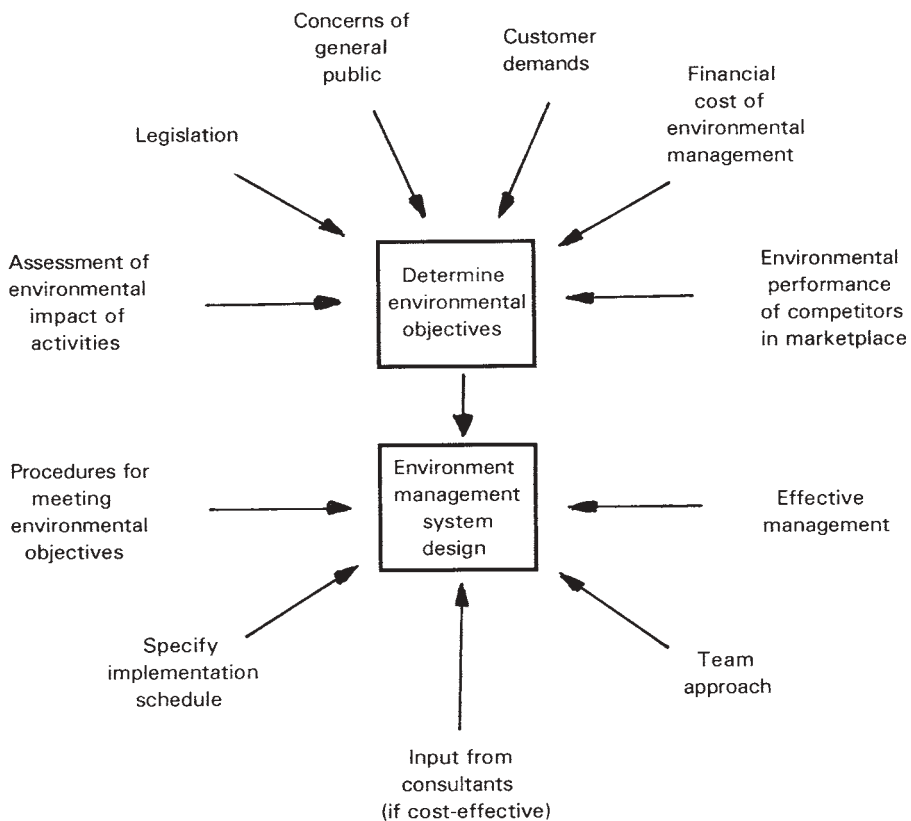 Concerns of
general
public
Customer
demands
Financial
cost of
environmental
management
Legislation
Assessment of
environmental
impact of
activities
Determine
environmental
objectives
Environmental
performance
of competitors
in marketplace
Procedures for
meeting
environmental
objectives
Environment
management
system
design
Effective
management
Specify
implementation
schedule
Team
approach
Input from
consultants
(if cost-effective)